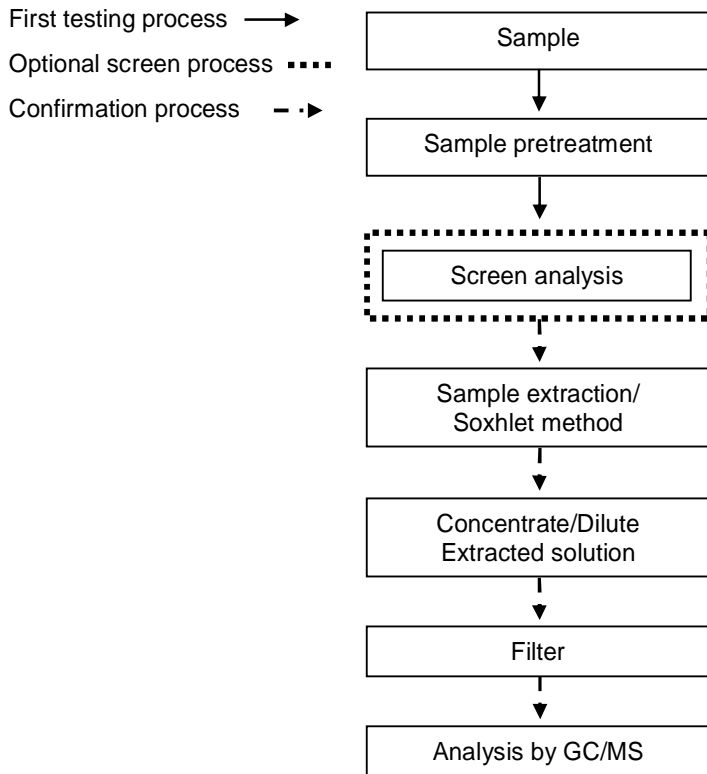 First testing process
Optional screen process
Confirmation process
Sample
Sample pretreatment
Screen analysis
Sample extraction/
Soxhlet method
Concentrate/Dilute
Extracted solution
Filter
Analysis by GC/MS